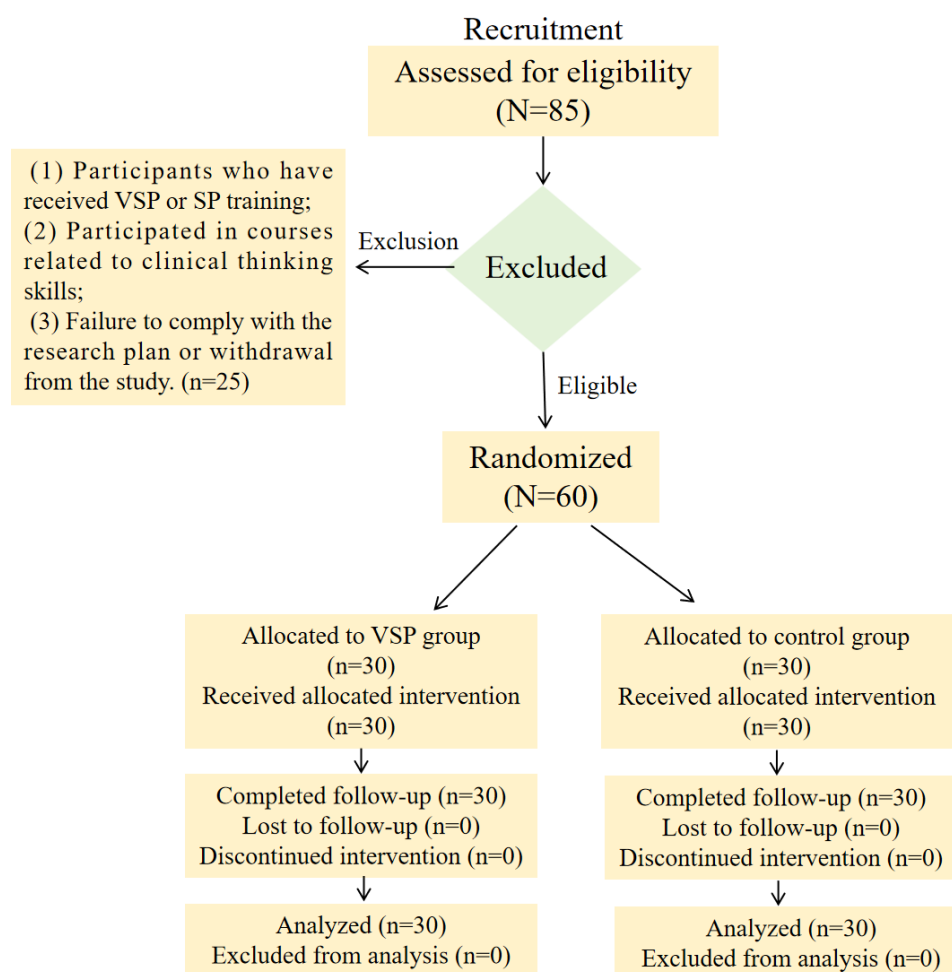 Recruitment
Assessed for eligibility
(N=85)
(1) Participants who have
received VSP or SP training;
(2) Participated in courses
related to clinical thinking
skills;
(3) Failure to comply with the
research plan or withdrawal
from the study. (n=25)
Exclusion
Excluded
Eligible
Randomized
(N=60)
Allocated to VSP group
(n=30)
Received allocated intervention
(n=30)
Allocated to control group
(n=30)
Received allocated intervention
(n=30)
Completed follow-up (n=30)
Lost to follow-up (n=0)
Discontinued intervention (n=0)
Completed follow-up (n=30)
Lost to follow-up (n=0)
Discontinued intervention (n=0)
Analyzed (n=30)
Excluded from analysis (n=0)
Analyzed (n=30)
Excluded from analysis (n=0)